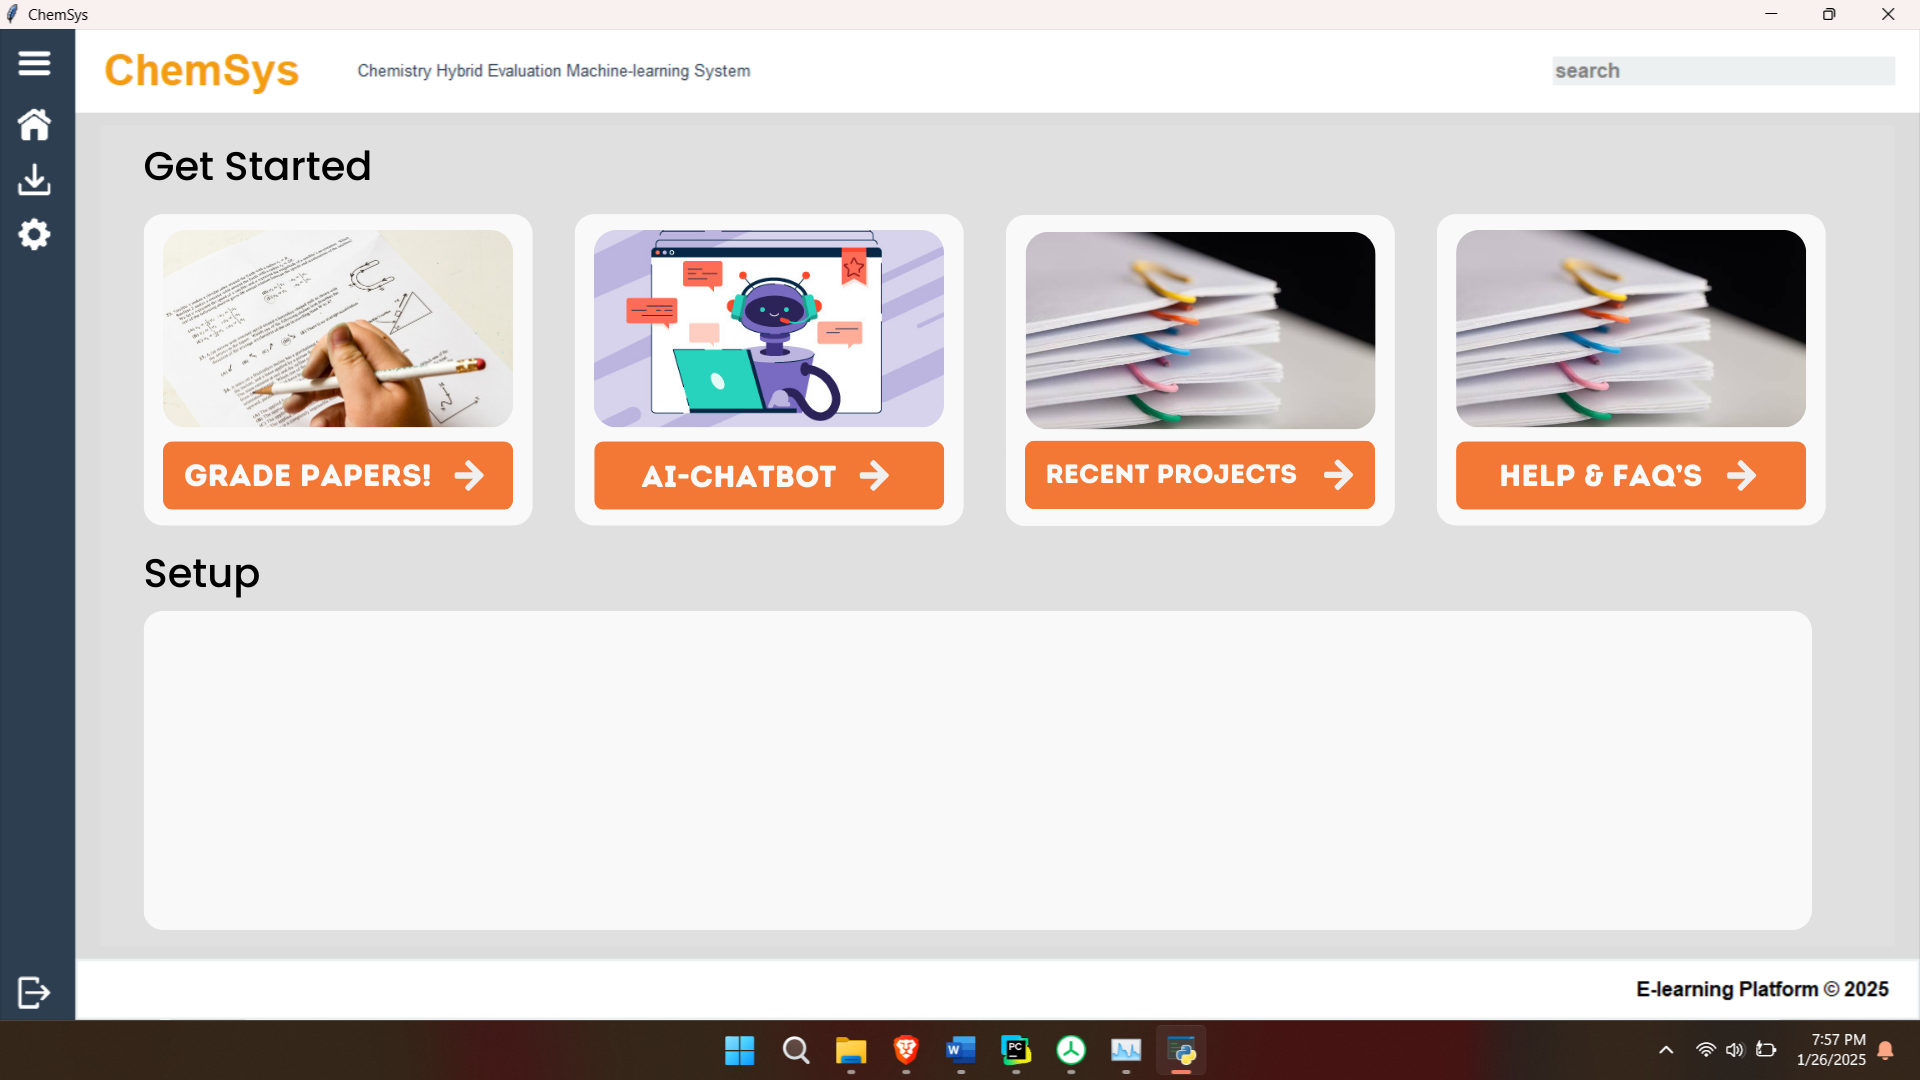 ChemSys
ChemSys
Chemistry Hybrid Evaluation Machine-learning System
search
Get Started
GRADE PAPERS!
AI-CHATBOT
RECENT PROJECTS
HELP & FAQ'S
Setup
E-learning Platform © 2025
7:57 PM
1/26/2025